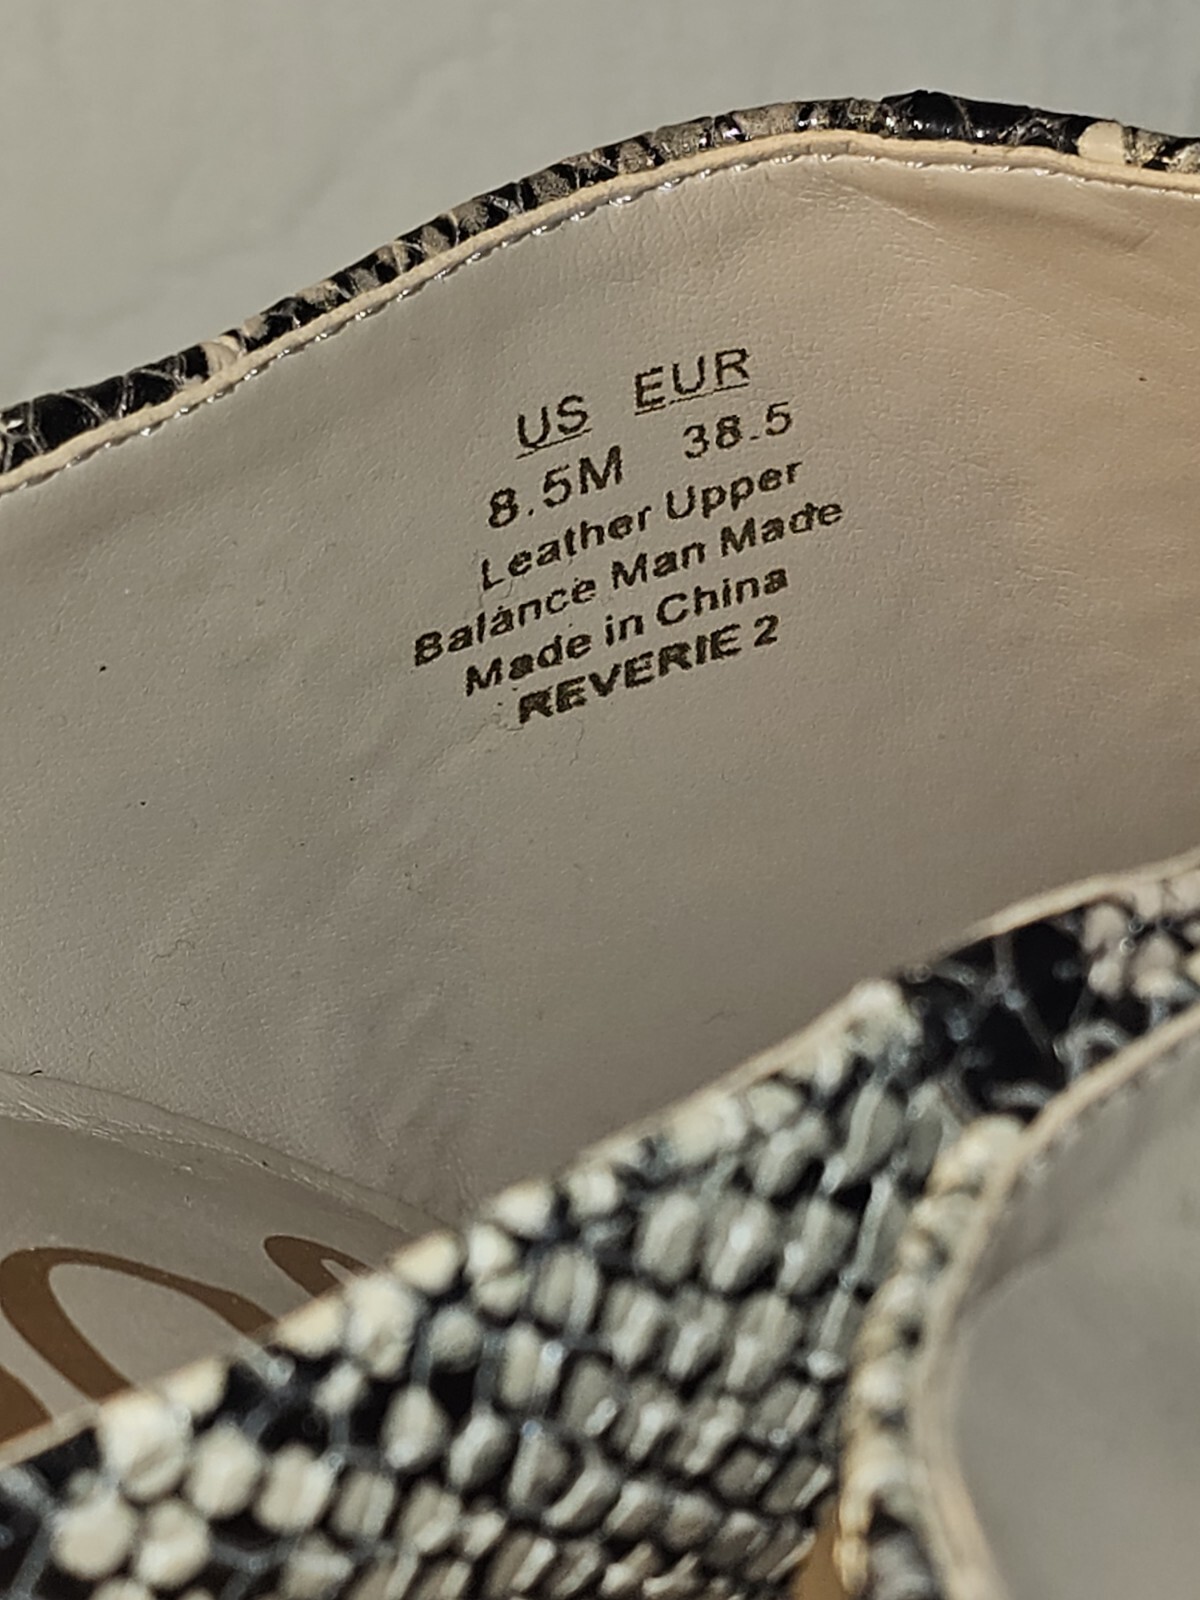 US EUR
8.5M 38.5
Leather Upper
Balance Man Made
Made in China
REVERIE 2